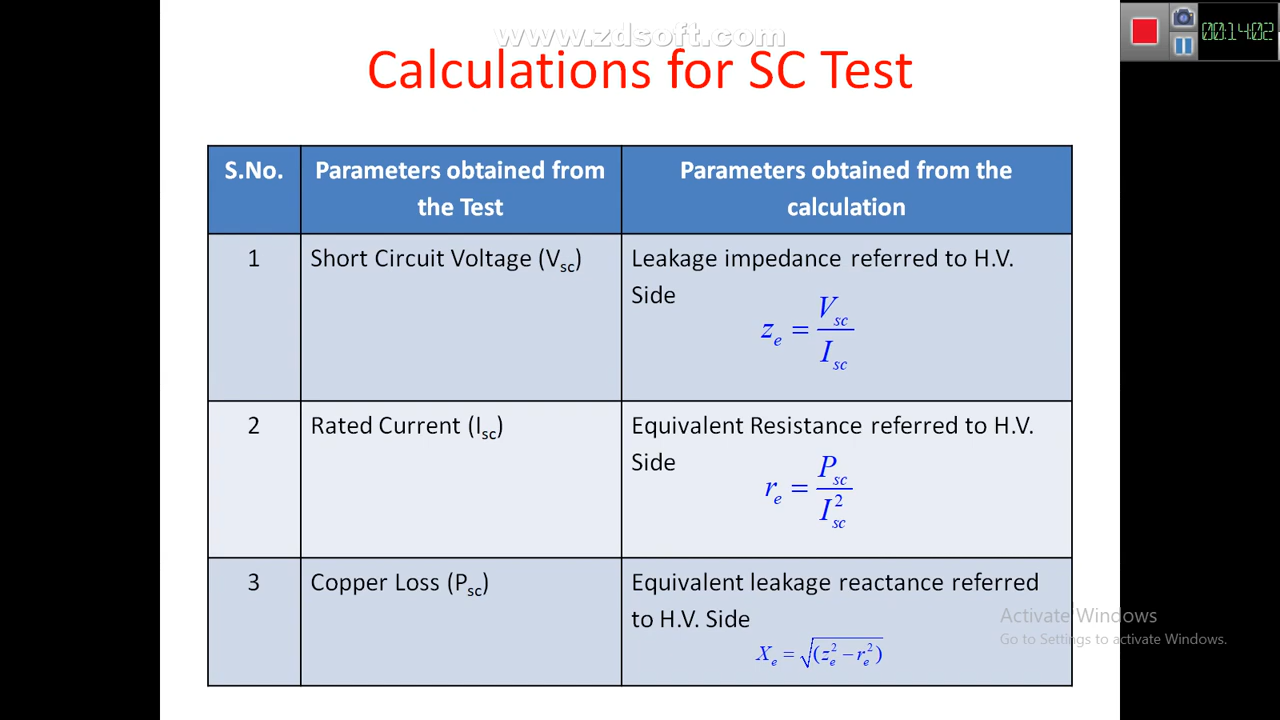 www.zdsoft.com
00:14:02
Calculations for SC Test
S.No.
Parameters obtained from
the Test
Parameters obtained from the
calculation
1
Short Circuit Voltage (Vsc)
Leakage impedance referred to H.V.
Side
ze = Vsc / Isc
2
Rated Current (Isc)
Equivalent Resistance referred to H.V.
Side
re = Psc / I²sc
3
Copper Loss (Psc)
Equivalent leakage reactance referred
to H.V. Side
Xe = √(ze² − re²)
Activate Windows
Go to Settings to activate Windows.